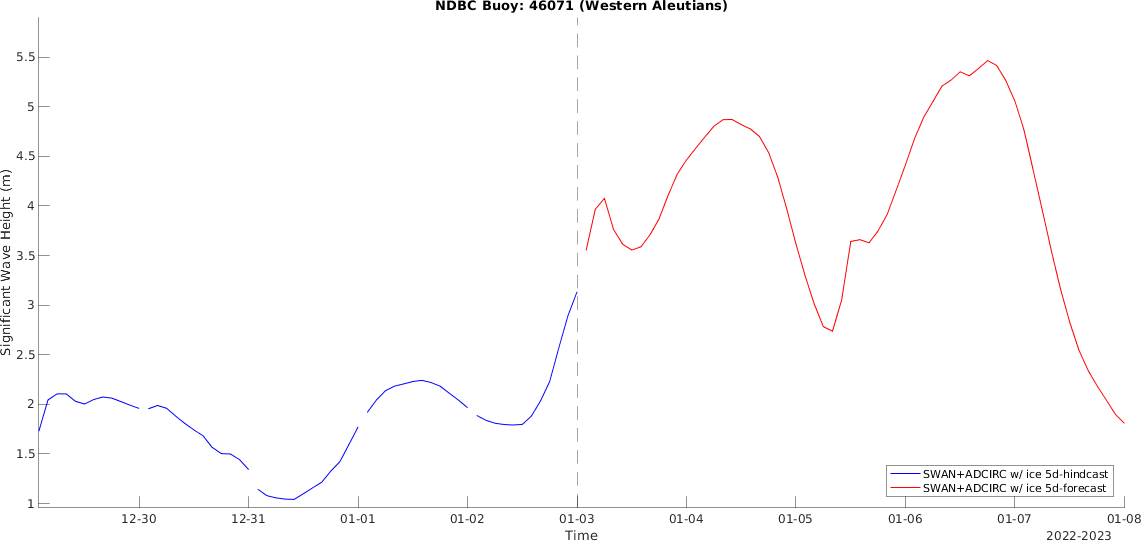 NDBC Buoy: 46071 (Western Aleutians)
5.5
5
4.5
4
3.5
3
2.5
2
1.5
1
Significant Wave Height (m)
SWAN+ADCIRC w/ ice 5d-hindcast
SWAN+ADCIRC w/ ice 5d-forecast
12-30 12-31 01-01 01-02 01-03 01-04 01-05 01-06 01-07 01-08
Time
2022-2023